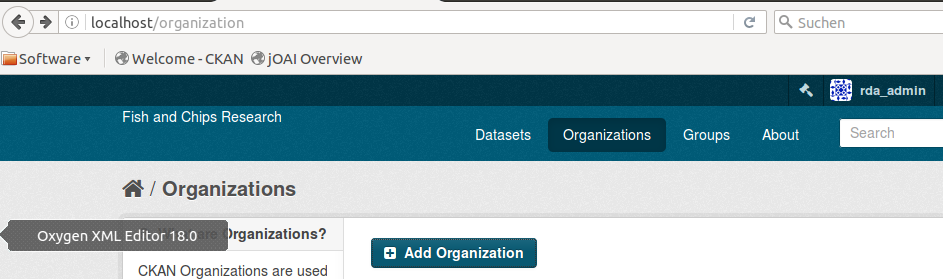 localhost/organization
Suchen
Software
Welcome - CKAN
jOAI Overview
rda_admin
Fish and Chips Research
Datasets
Organizations
Groups
About
Search
/ Organizations
Oxygen XML Editor 18.0
Organizations?
Add Organization
CKAN Organizations are used